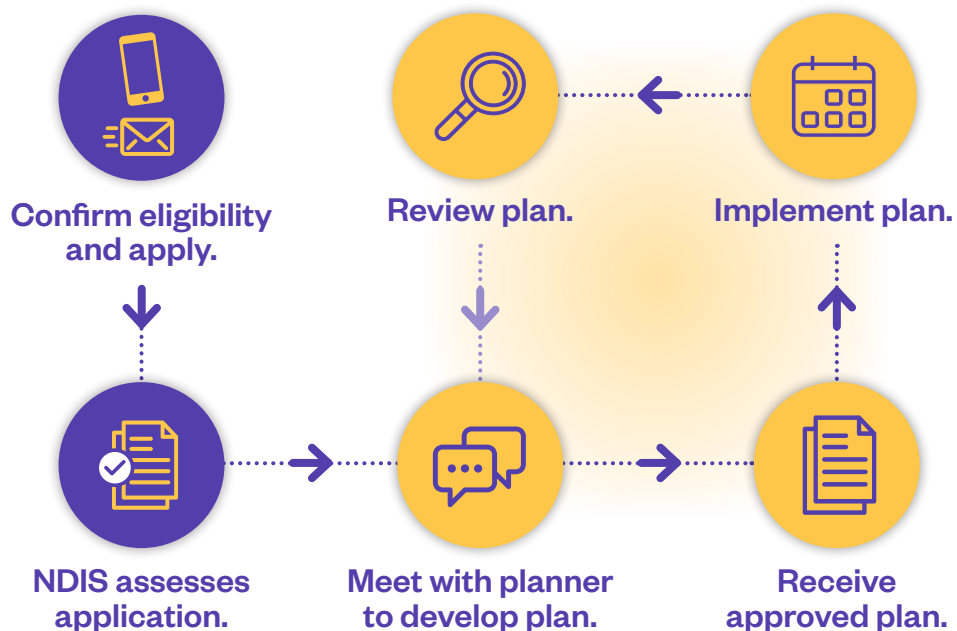 Confirm eligibility
and apply.
Review plan.
Implement plan.
NDIS assesses
application.
Meet with planner
to develop plan.
Receive
approved plan.